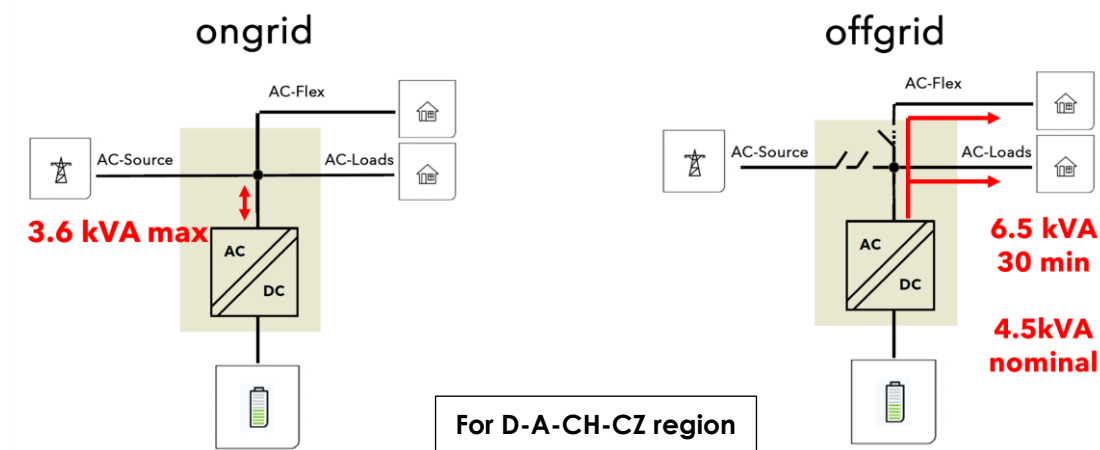 ongrid
AC-Flex
AC-Source
AC-Loads
3.6 kVA max
AC
DC
offgrid
AC-Flex
AC-Source
AC-Loads
6.5 kVA
30 min
AC
DC
4.5kVA
nominal
For D-A-CH-CZ region